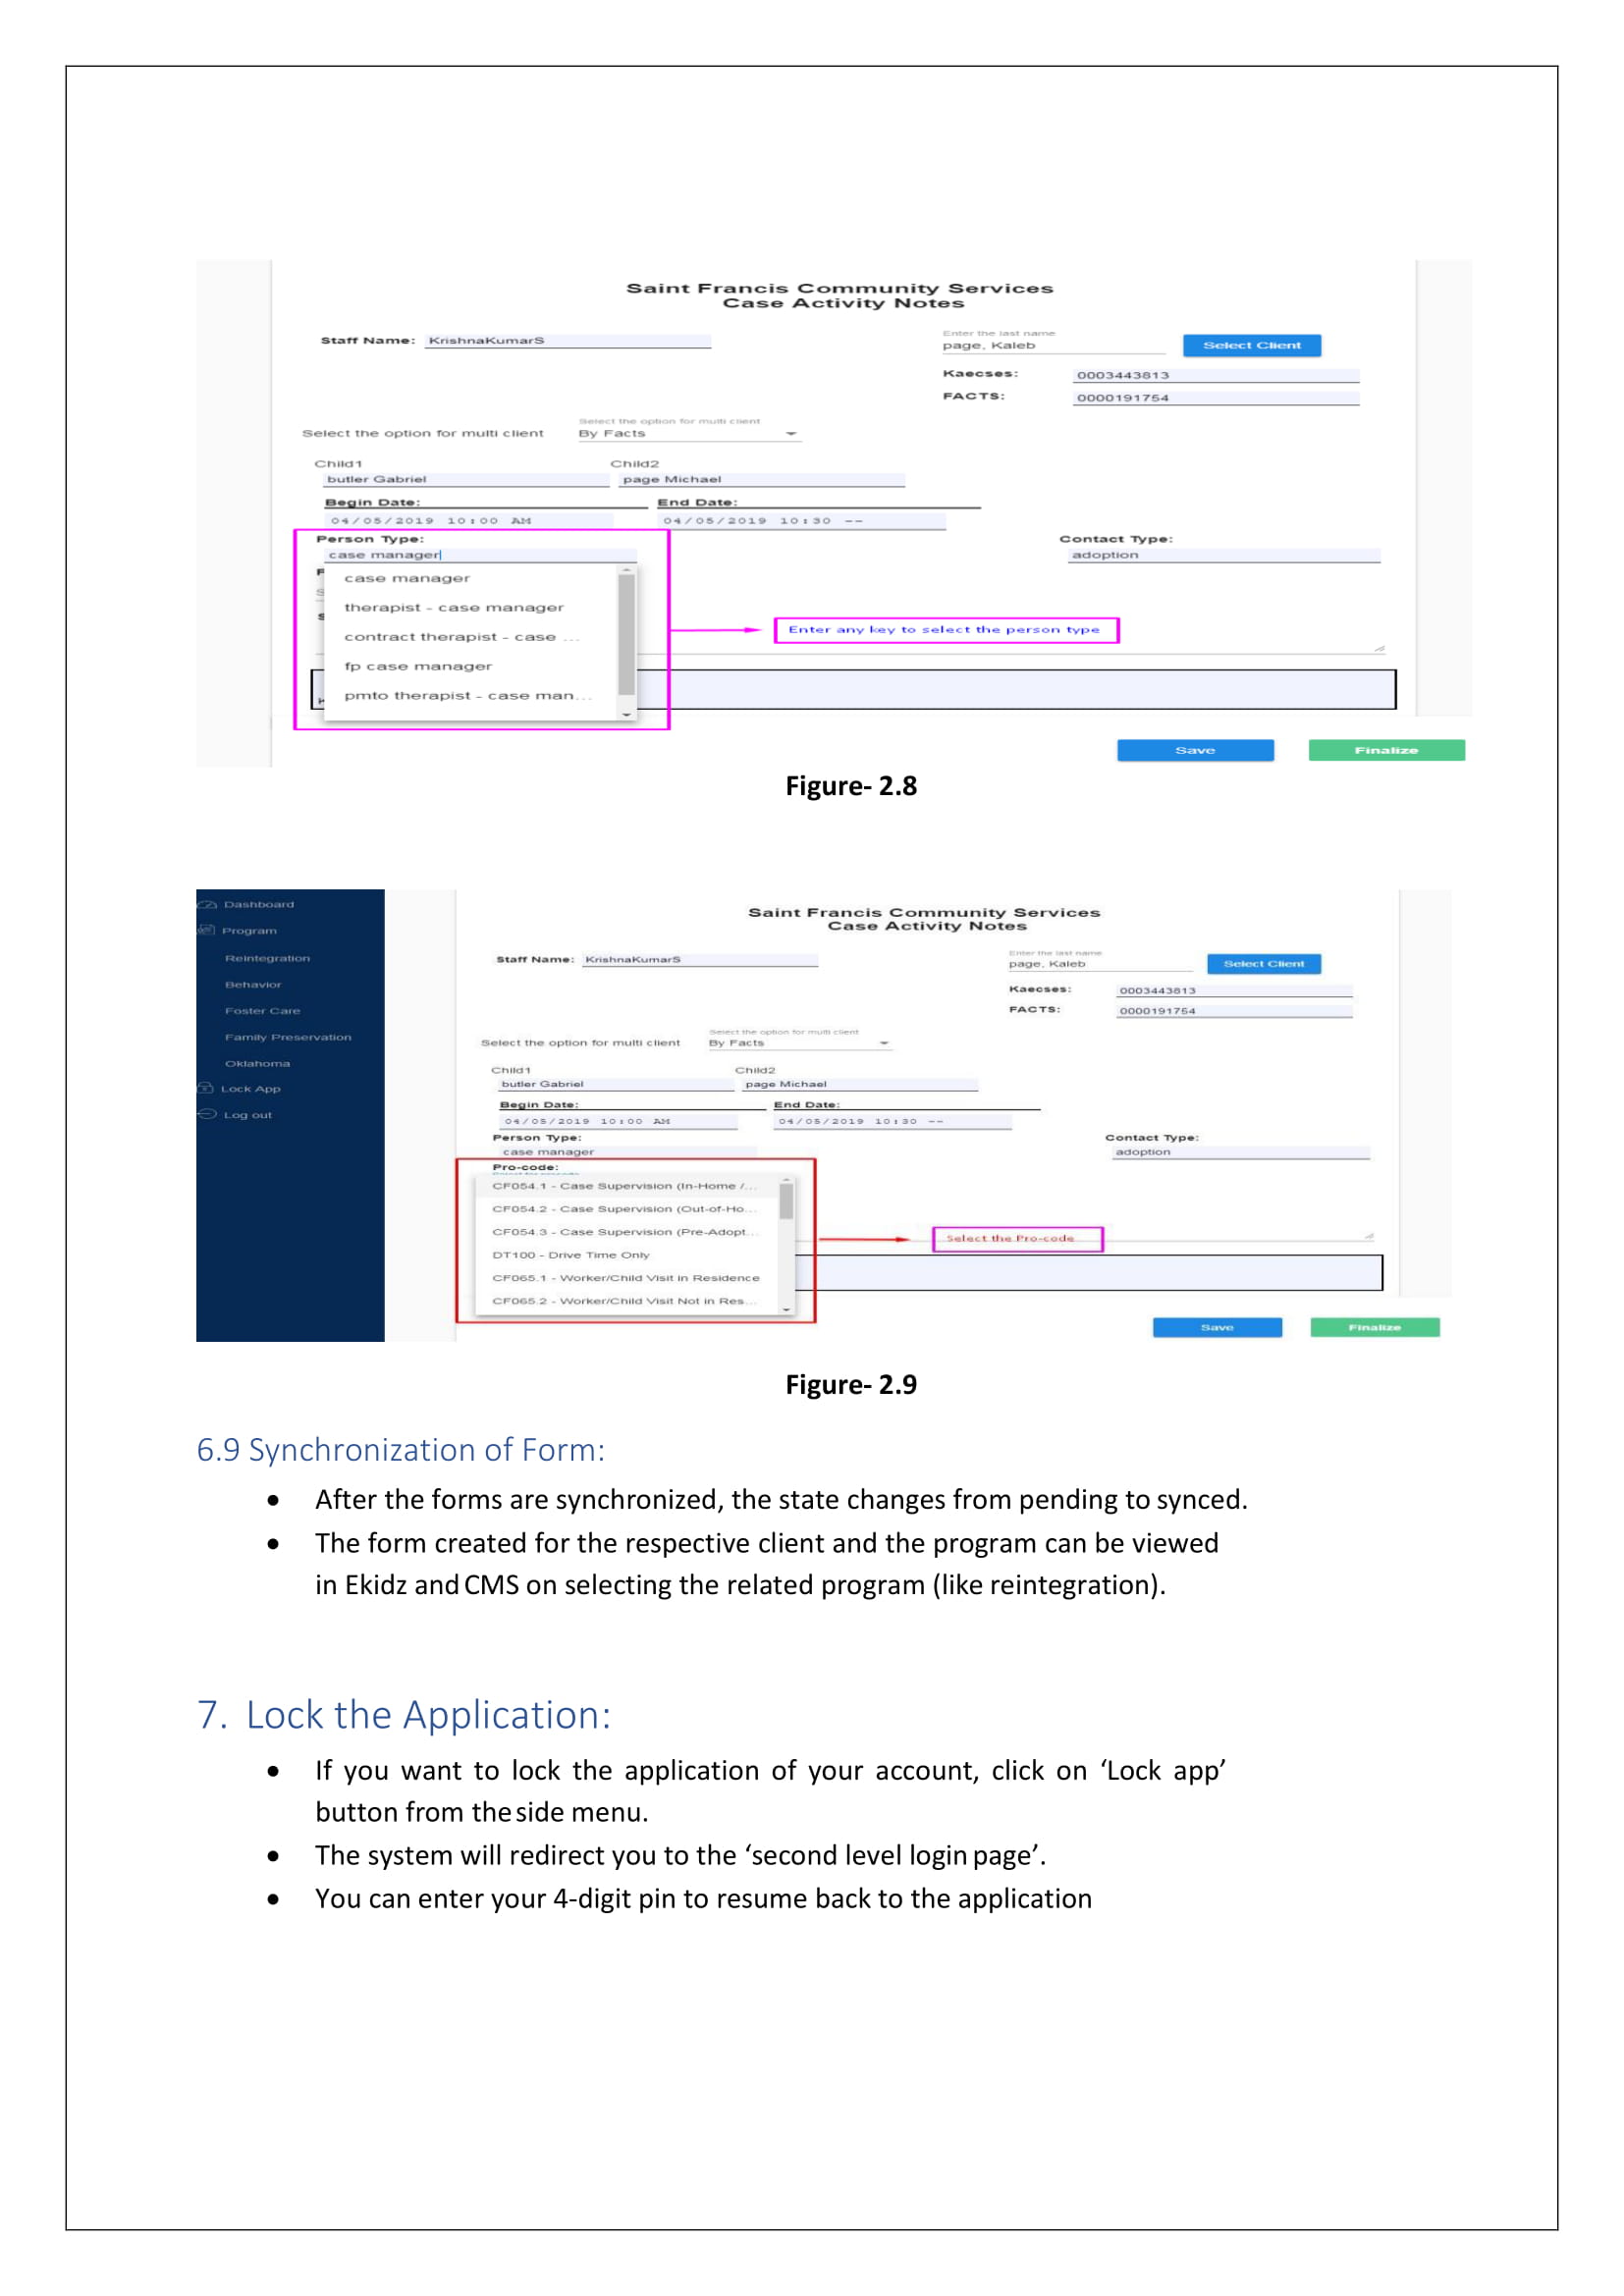 Saint Francis Community Services
Case Activity Notes
Staff Name: KrishnaKumarS
Enter the last name
page, Kaleb
Select Client
Kaecses: 0003443813
FACTS: 0000191754
Select the option for multi client
Select the option for multi client By Facts
Child1 Child2
butler Gabriel page Michael
Begin Date: End Date:
04/05/2019 10:00 AM 04/05/2019 10:30 --
Person Type: Contact Type:
case manager adoption
case manager
therapist - case manager
contract therapist - case ...
fp case manager
pmto therapist - case man...
Enter any key to select the person type
Save Finalize
Figure- 2.8
Dashboard
Program
Reintegration
Behavior
Foster Care
Family Preservation
Oklahoma
Lock App
Log out
Saint Francis Community Services
Case Activity Notes
Staff Name: KrishnaKumarS
Enter the last name
page, Kaleb
Select Client
Kaecses: 0003443813
FACTS: 0000191754
Select the option for multi client
Select the option for multi client By Facts
Child1 Child2
butler Gabriel page Michael
Begin Date: End Date:
04/05/2019 10:00 AM 04/05/2019 10:30 --
Person Type: Contact Type:
case manager adoption
Pro-code:
CF054.1 - Case Supervision (In-Home /...
CF054.2 - Case Supervision (Out-of-Ho...
CF054.3 - Case Supervision (Pre-Adopt...
DT100 - Drive Time Only
CF065.1 - Worker/Child Visit in Residence
CF065.2 - Worker/Child Visit Not in Res...
Select the Pro-code
Save Finalize
Figure- 2.9
6.9 Synchronization of Form:
• After the forms are synchronized, the state changes from pending to synced.
• The form created for the respective client and the program can be viewed
in Ekidz and CMS on selecting the related program (like reintegration).
7. Lock the Application:
• If you want to lock the application of your account, click on ‘Lock app’
button from the side menu.
• The system will redirect you to the ‘second level login page’.
• You can enter your 4-digit pin to resume back to the application